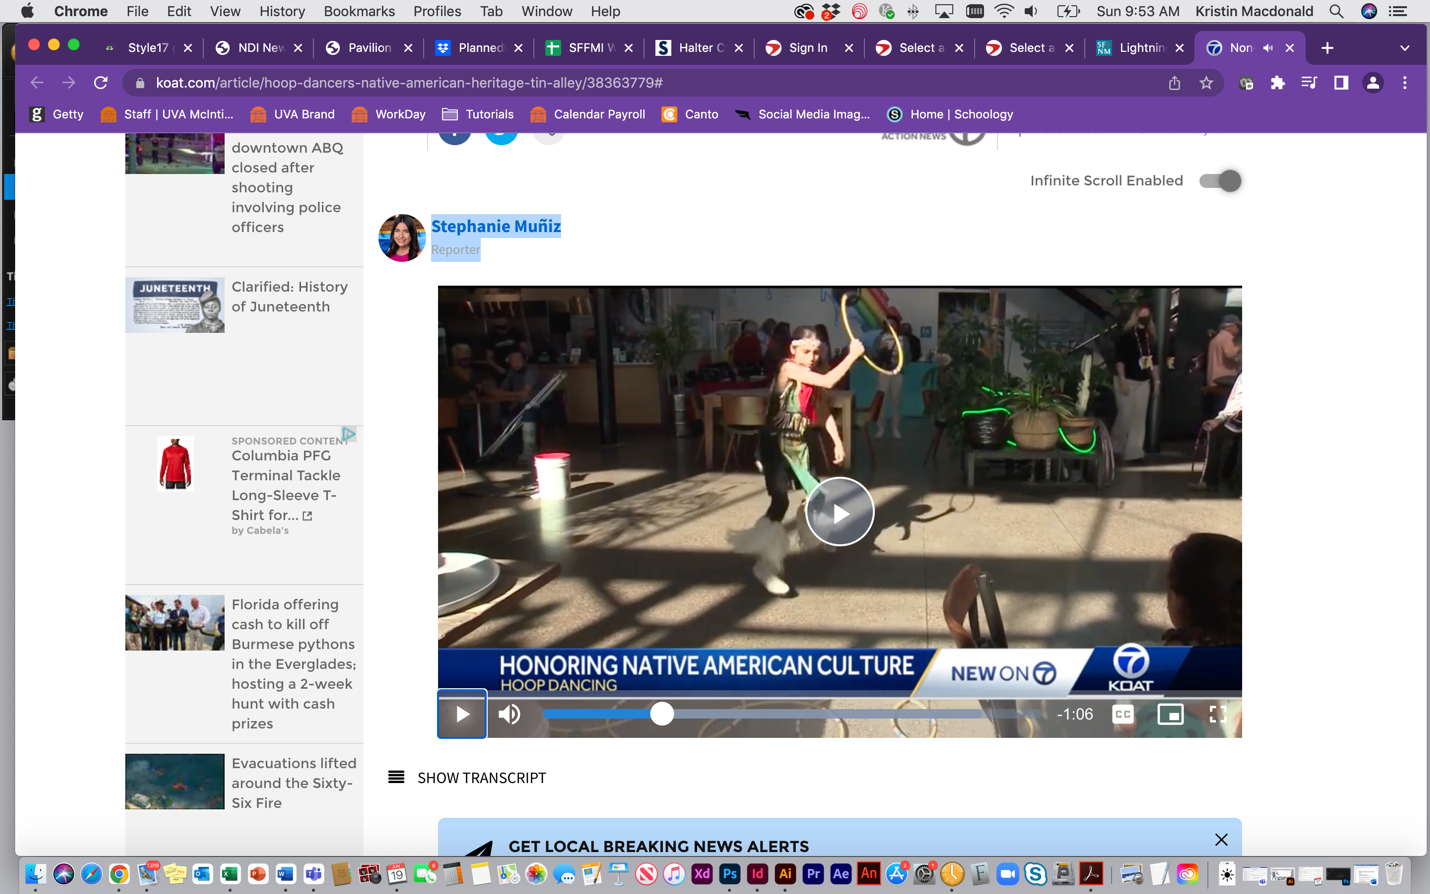 Chrome File Edit View History Bookmarks Profiles Tab Window Help
Sun 9:53 AM Kristin Macdonald
Style17 NDI New Pavilion Planned SFFMI W Halter C Sign In Select a Select a Lightnin Non
koat.com/article/hoop-dancers-native-american-heritage-tin-alley/38363779#
Getty Staff | UVA McInti... UVA Brand WorkDay Tutorials Calendar Payroll Canto Social Media Imag... Home | Schoology
downtown ABQ
closed after
shooting
involving police
officers
JUNETEENTH
Clarified: History
of Juneteenth
SPONSORED CONTENT
Columbia PFG
Terminal Tackle
Long-Sleeve T-
Shirt for...
by Cabela's
Florida offering
cash to kill off
Burmese pythons
in the Everglades;
hosting a 2-week
hunt with cash
prizes
Evacuations lifted
around the Sixty-
Six Fire
ACTION NEWS 7
Infinite Scroll Enabled
Stephanie Muñiz
Reporter
HONORING NATIVE AMERICAN CULTURE
HOOP DANCING
NEW ON 7
7
KOAT
-1:06 CC
SHOW TRANSCRIPT
GET LOCAL BREAKING NEWS ALERTS